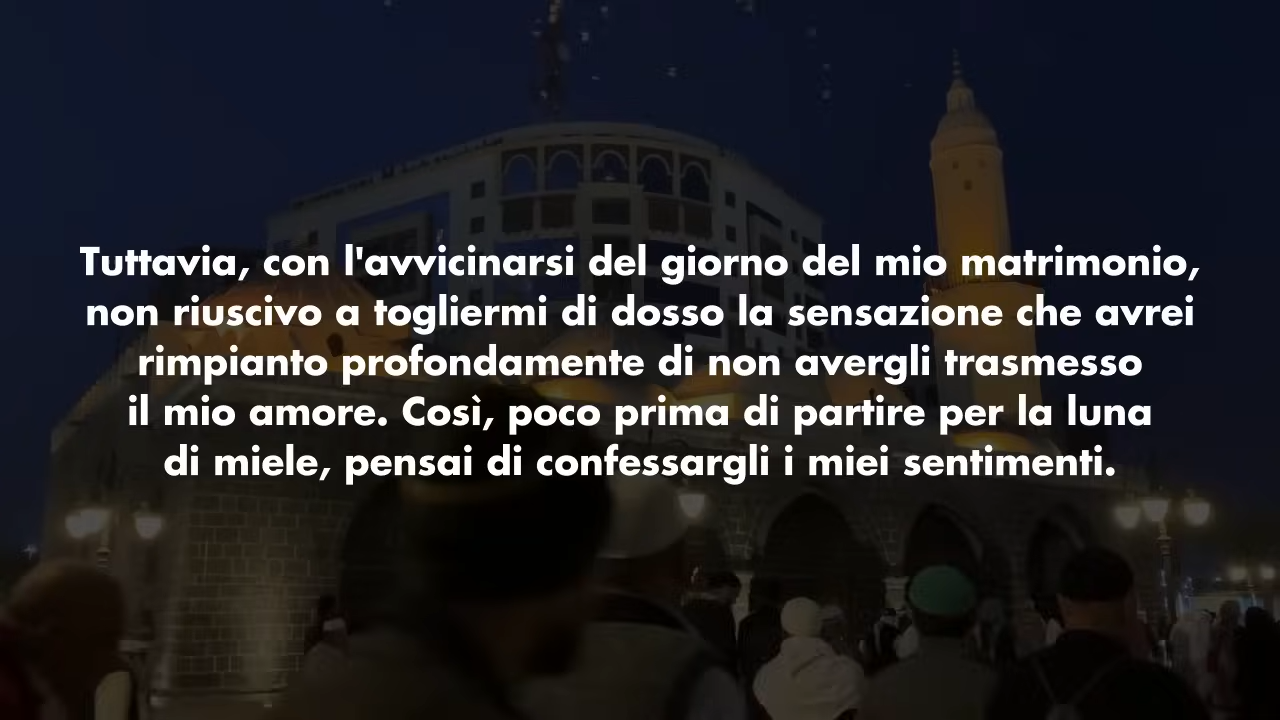 Tuttavia, con l'avvicinarsi del giorno del mio matrimonio,
non riuscivo a togliermi di dosso la sensazione che avrei
rimpianto profondamente di non avergli trasmesso
il mio amore. Così, poco prima di partire per la luna
di miele, pensai di confessargli i miei sentimenti.